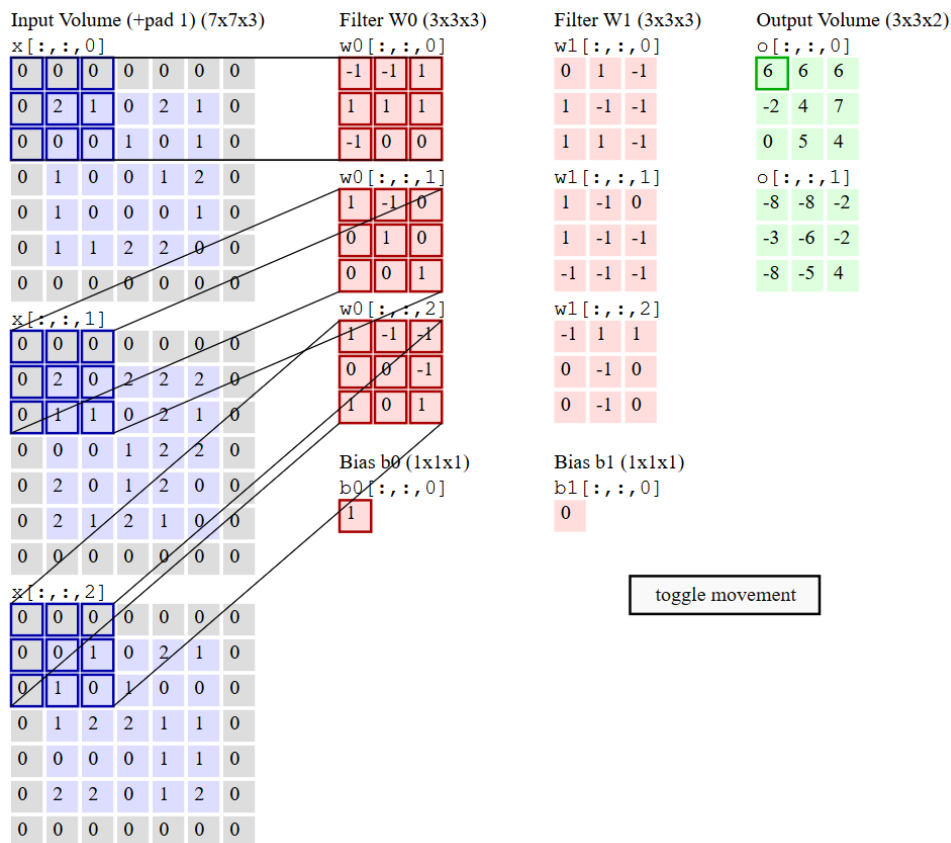 Input Volume (+pad 1) (7x7x3)
x[:,:,0]
0 0 0 0 0 0 0
0 2 1 0 2 1 0
0 0 0 1 0 1 0
0 1 0 0 1 2 0
0 1 0 0 0 1 0
0 1 1 2 2 0 0
0 0 0 0 0 0 0
x[:,:,1]
0 0 0 0 0 0 0
0 2 0 2 2 2 0
0 1 1 0 2 1 0
0 0 0 1 2 2 0
0 2 0 1 2 0 0
0 2 1 2 1 0 0
0 0 0 0 0 0 0
x[:,:,2]
0 0 0 0 0 0 0
0 0 1 0 2 1 0
0 1 0 1 0 0 0
0 1 2 2 1 1 0
0 0 0 0 1 1 0
0 2 2 0 1 2 0
0 0 0 0 0 0 0
Filter W0 (3x3x3)
w0[:,:,0]
-1 -1 1
1 1 1
-1 0 0
w0[:,:,1]
1 -1 0
0 1 0
0 0 1
w0[:,:,2]
1 -1 -1
0 0 -1
1 0 1
Bias b0 (1x1x1)
b0[:,:,0]
1
Filter W1 (3x3x3)
w1[:,:,0]
0 1 -1
1 -1 -1
1 1 -1
w1[:,:,1]
1 -1 0
1 -1 -1
-1 -1 -1
w1[:,:,2]
-1 1 1
0 -1 0
0 -1 0
Bias b1 (1x1x1)
b1[:,:,0]
0
Output Volume (3x3x2)
o[:,:,0]
6 6 6
-2 4 7
0 5 4
o[:,:,1]
-8 -8 -2
-3 -6 -2
-8 -5 4
toggle movement